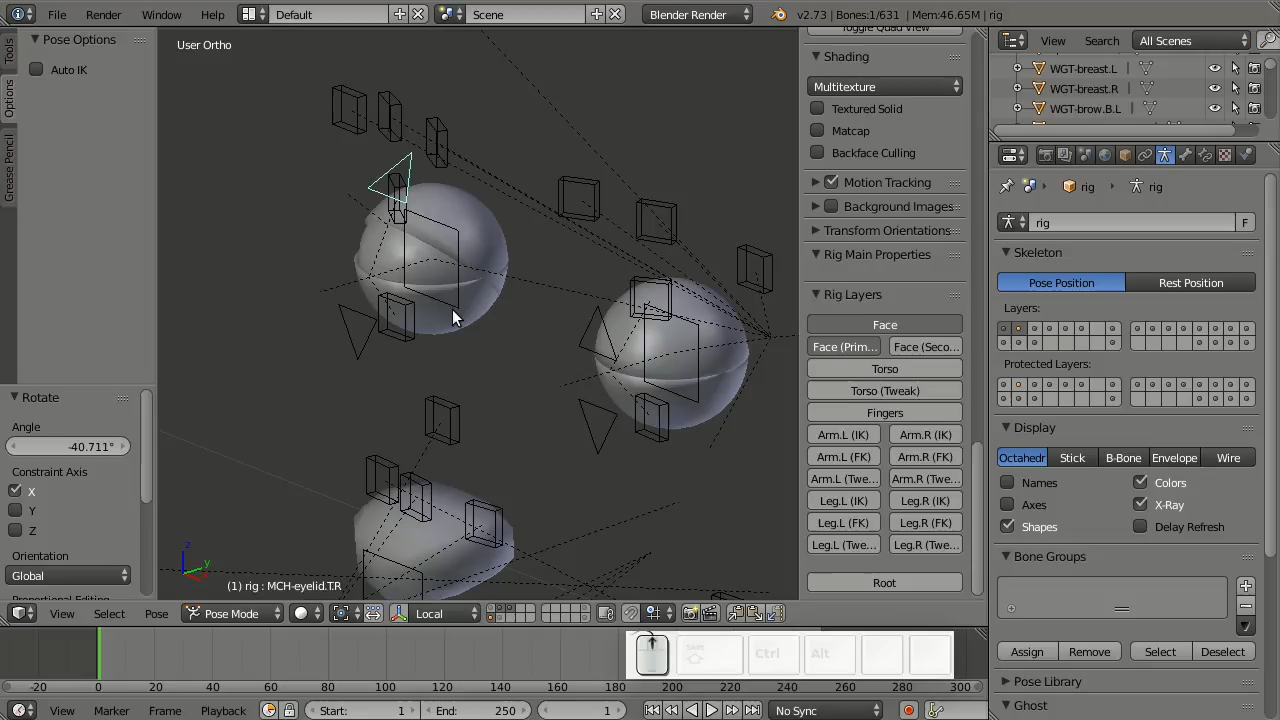 File Render Window Help Default Scene Blender Render v2.73 | Bones:1/631 | Mem:46.65M | rig
Pose Options
Auto IK
Tools
Options
Grease Pencil
Rotate
Angle
-40.711°
Constraint Axis
X
Y
Z
Orientation
Global
User Ortho
z
y
(1) rig : MCH-eyelid.T.R
Toggle Quad View
Shading
Multitexture
Textured Solid
Matcap
Backface Culling
Motion Tracking
Background Images
Transform Orientations
Rig Main Properties
Rig Layers
Face
Face (Prim... Face (Seco...
Torso
Torso (Tweak)
Fingers
Arm.L (IK) Arm.R (IK)
Arm.L (FK) Arm.R (FK)
Arm.L (Twe... Arm.R (Twe...
Leg.L (IK) Leg.R (IK)
Leg.L (FK) Leg.R (FK)
Leg.L (Twe... Leg.R (Twe...
Root
View Search All Scenes
WGT-breast.L
WGT-breast.R
WGT-brow.B.L
rig rig
rig F
Skeleton
Pose Position Rest Position
Layers:
Protected Layers:
Display
Octahedr Stick B-Bone Envelope Wire
Names Colors
Axes X-Ray
Shapes Delay Refresh
Bone Groups
Assign Remove Select Deselect
Pose Library
Ghost
View Select Pose Pose Mode Local
Ctrl Alt
-20 0 20 40 60 80 100 120 140 160 180 200 220 240 260 280 300
View Marker Frame Playback Start: 1 End: 250 1 No Sync